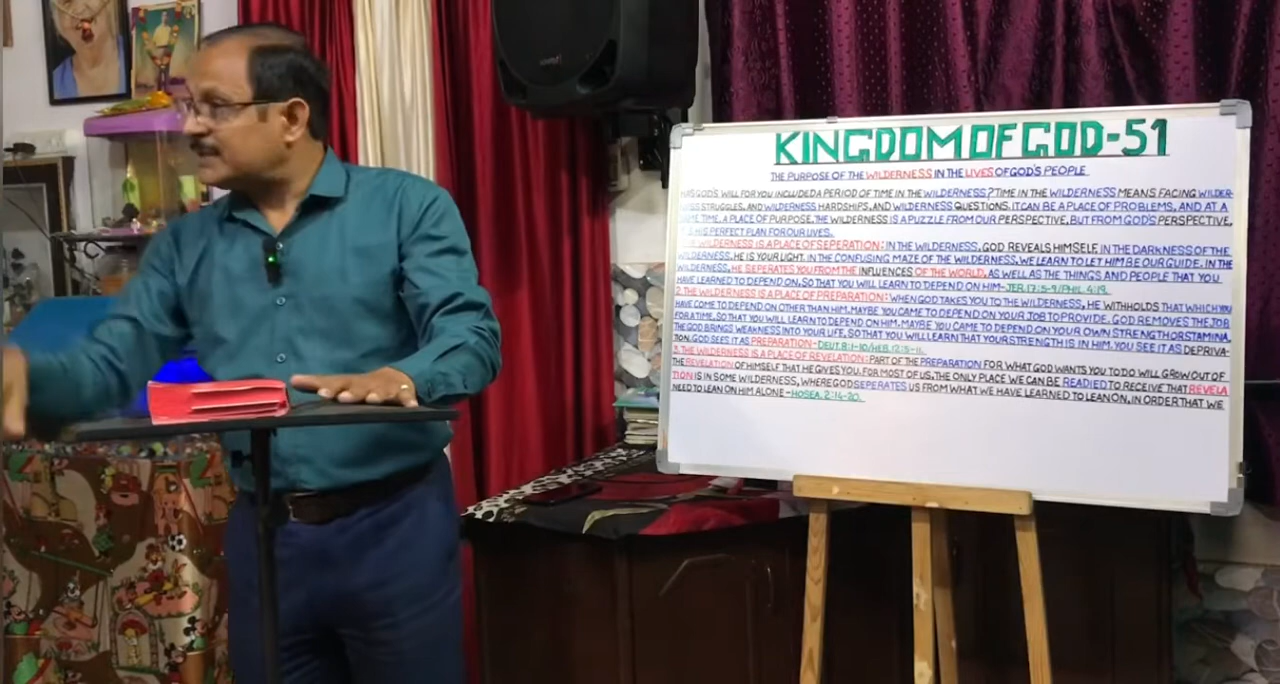 KINGDOM OF GOD-51
THE PURPOSE OF THE WILDERNESS IN THE LIVES OF GOD'S PEOPLE
GOD'S WILL FOR YOU INCLUDED A PERIOD OF TIME IN THE WILDERNESS? TIME IN THE WILDERNESS MEANS FACING WILDER-
STRUGGLES, AND WILDERNESS HARDSHIPS, AND WILDERNESS QUESTIONS. IT CAN BE A PLACE OF PROBLEMS, AND AT A
TIME, A PLACE OF PURPOSE. THE WILDERNESS IS A PUZZLE FROM OUR PERSPECTIVE, BUT FROM GOD'S PERSPECTIVE,
HIS PERFECT PLAN FOR OUR LIVES.
WILDERNESS IS A PLACE OF SEPERATION: IN THE WILDERNESS, GOD REVEALS HIMSELF IN THE DARKNESS OF THE
WILDERNESS. HE IS YOUR LIGHT. IN THE CONFUSING MAZE OF THE WILDERNESS, WE LEARN TO LET HIM BE OUR GUIDE. IN THE
WILDERNESS, HE SEPERATES YOU FROM THE INFLUENCES OF THE WORLD, AS WELL AS THE THINGS AND PEOPLE THAT YOU
HAVE LEARNED TO DEPEND ON, SO THAT YOU WILL LEARN TO DEPEND ON HIM- JER.17:5-9/PHIL.4:19.
2. THE WILDERNESS IS A PLACE OF PREPARATION: WHEN GOD TAKES YOU TO THE WILDERNESS, HE WITHHOLDS THAT WHICH YOU
HAVE COME TO DEPEND ON OTHER THAN HIM. MAYBE YOU CAME TO DEPEND ON YOUR JOB TO PROVIDE. GOD REMOVES THE JOB
FOR A TIME, SO THAT YOU WILL LEARN TO DEPEND ON HIM. MAYBE YOU CAME TO DEPEND ON YOUR OWN STRENGTH OR STAMINA.
THE GOD BRINGS WEAKNESS INTO YOUR LIFE, SO THAT YOU WILL LEARN THAT YOUR STRENGTH IS IN HIM. YOU SEE IT AS DEPRIVA-
TION. GOD SEES IT AS PREPARATION- DEUT.8:1-10/HEB.12:5-11.
3. THE WILDERNESS IS A PLACE OF REVELATION: PART OF THE PREPARATION FOR WHAT GOD WANTS YOU TO DO WILL GROW OUT OF
THE REVELATION OF HIMSELF THAT HE GIVES YOU. FOR MOST OF US, THE ONLY PLACE WE CAN BE READIED TO RECEIVE THAT REVELA
TION IS IN SOME WILDERNESS, WHERE GOD SEPERATES US FROM WHAT WE HAVE LEARNED TO LEAN ON, IN ORDER THAT WE
NEED TO LEAN ON HIM ALONE- HOSEA.2:14-20.